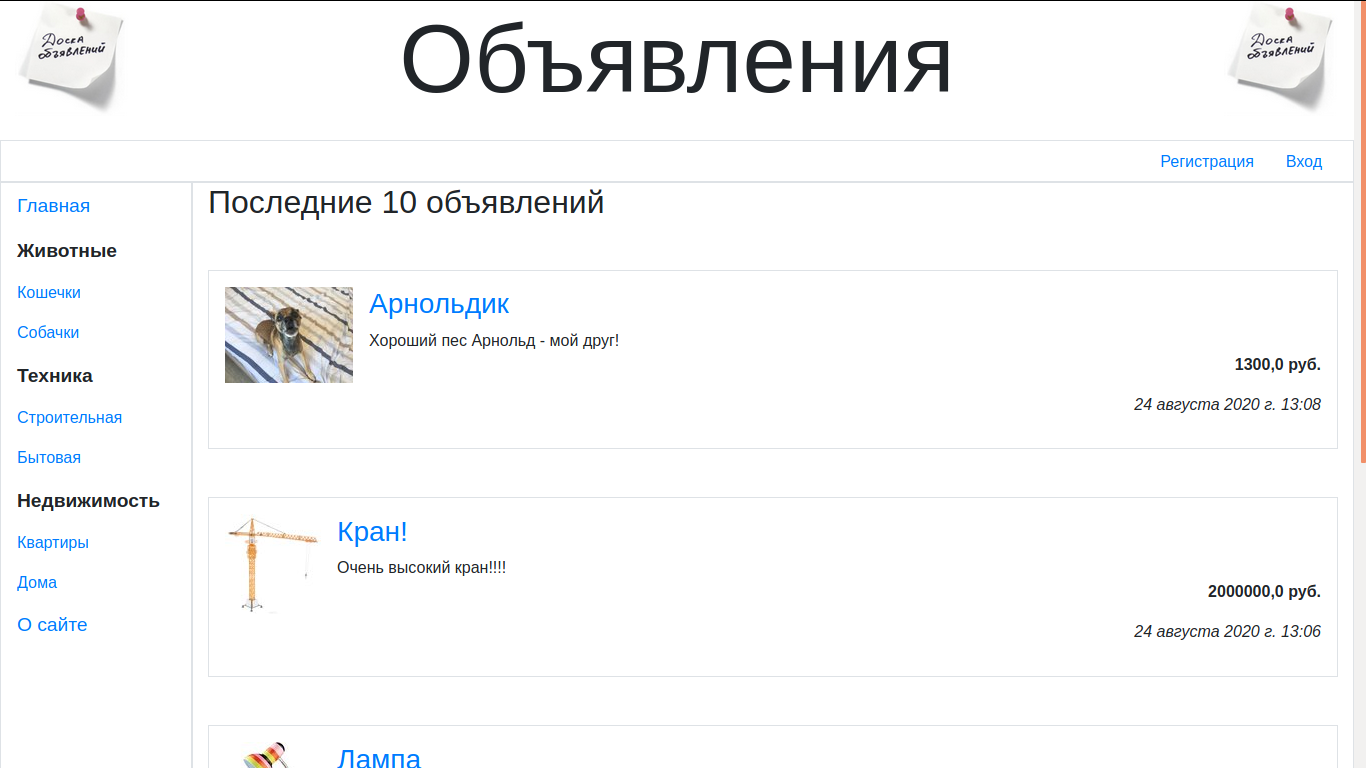 Доска
объявлений
Объявления
Доска
объявлений
Регистрация Вход
Главная
Животные
Кошечки
Собачки
Техника
Строительная
Бытовая
Недвижимость
Квартиры
Дома
О сайте
Последние 10 объявлений
Арнольдик
Хороший пес Арнольд - мой друг!
1300,0 руб.
24 августа 2020 г. 13:08
Кран!
Очень высокий кран!!!!
2000000,0 руб.
24 августа 2020 г. 13:06
Лампа